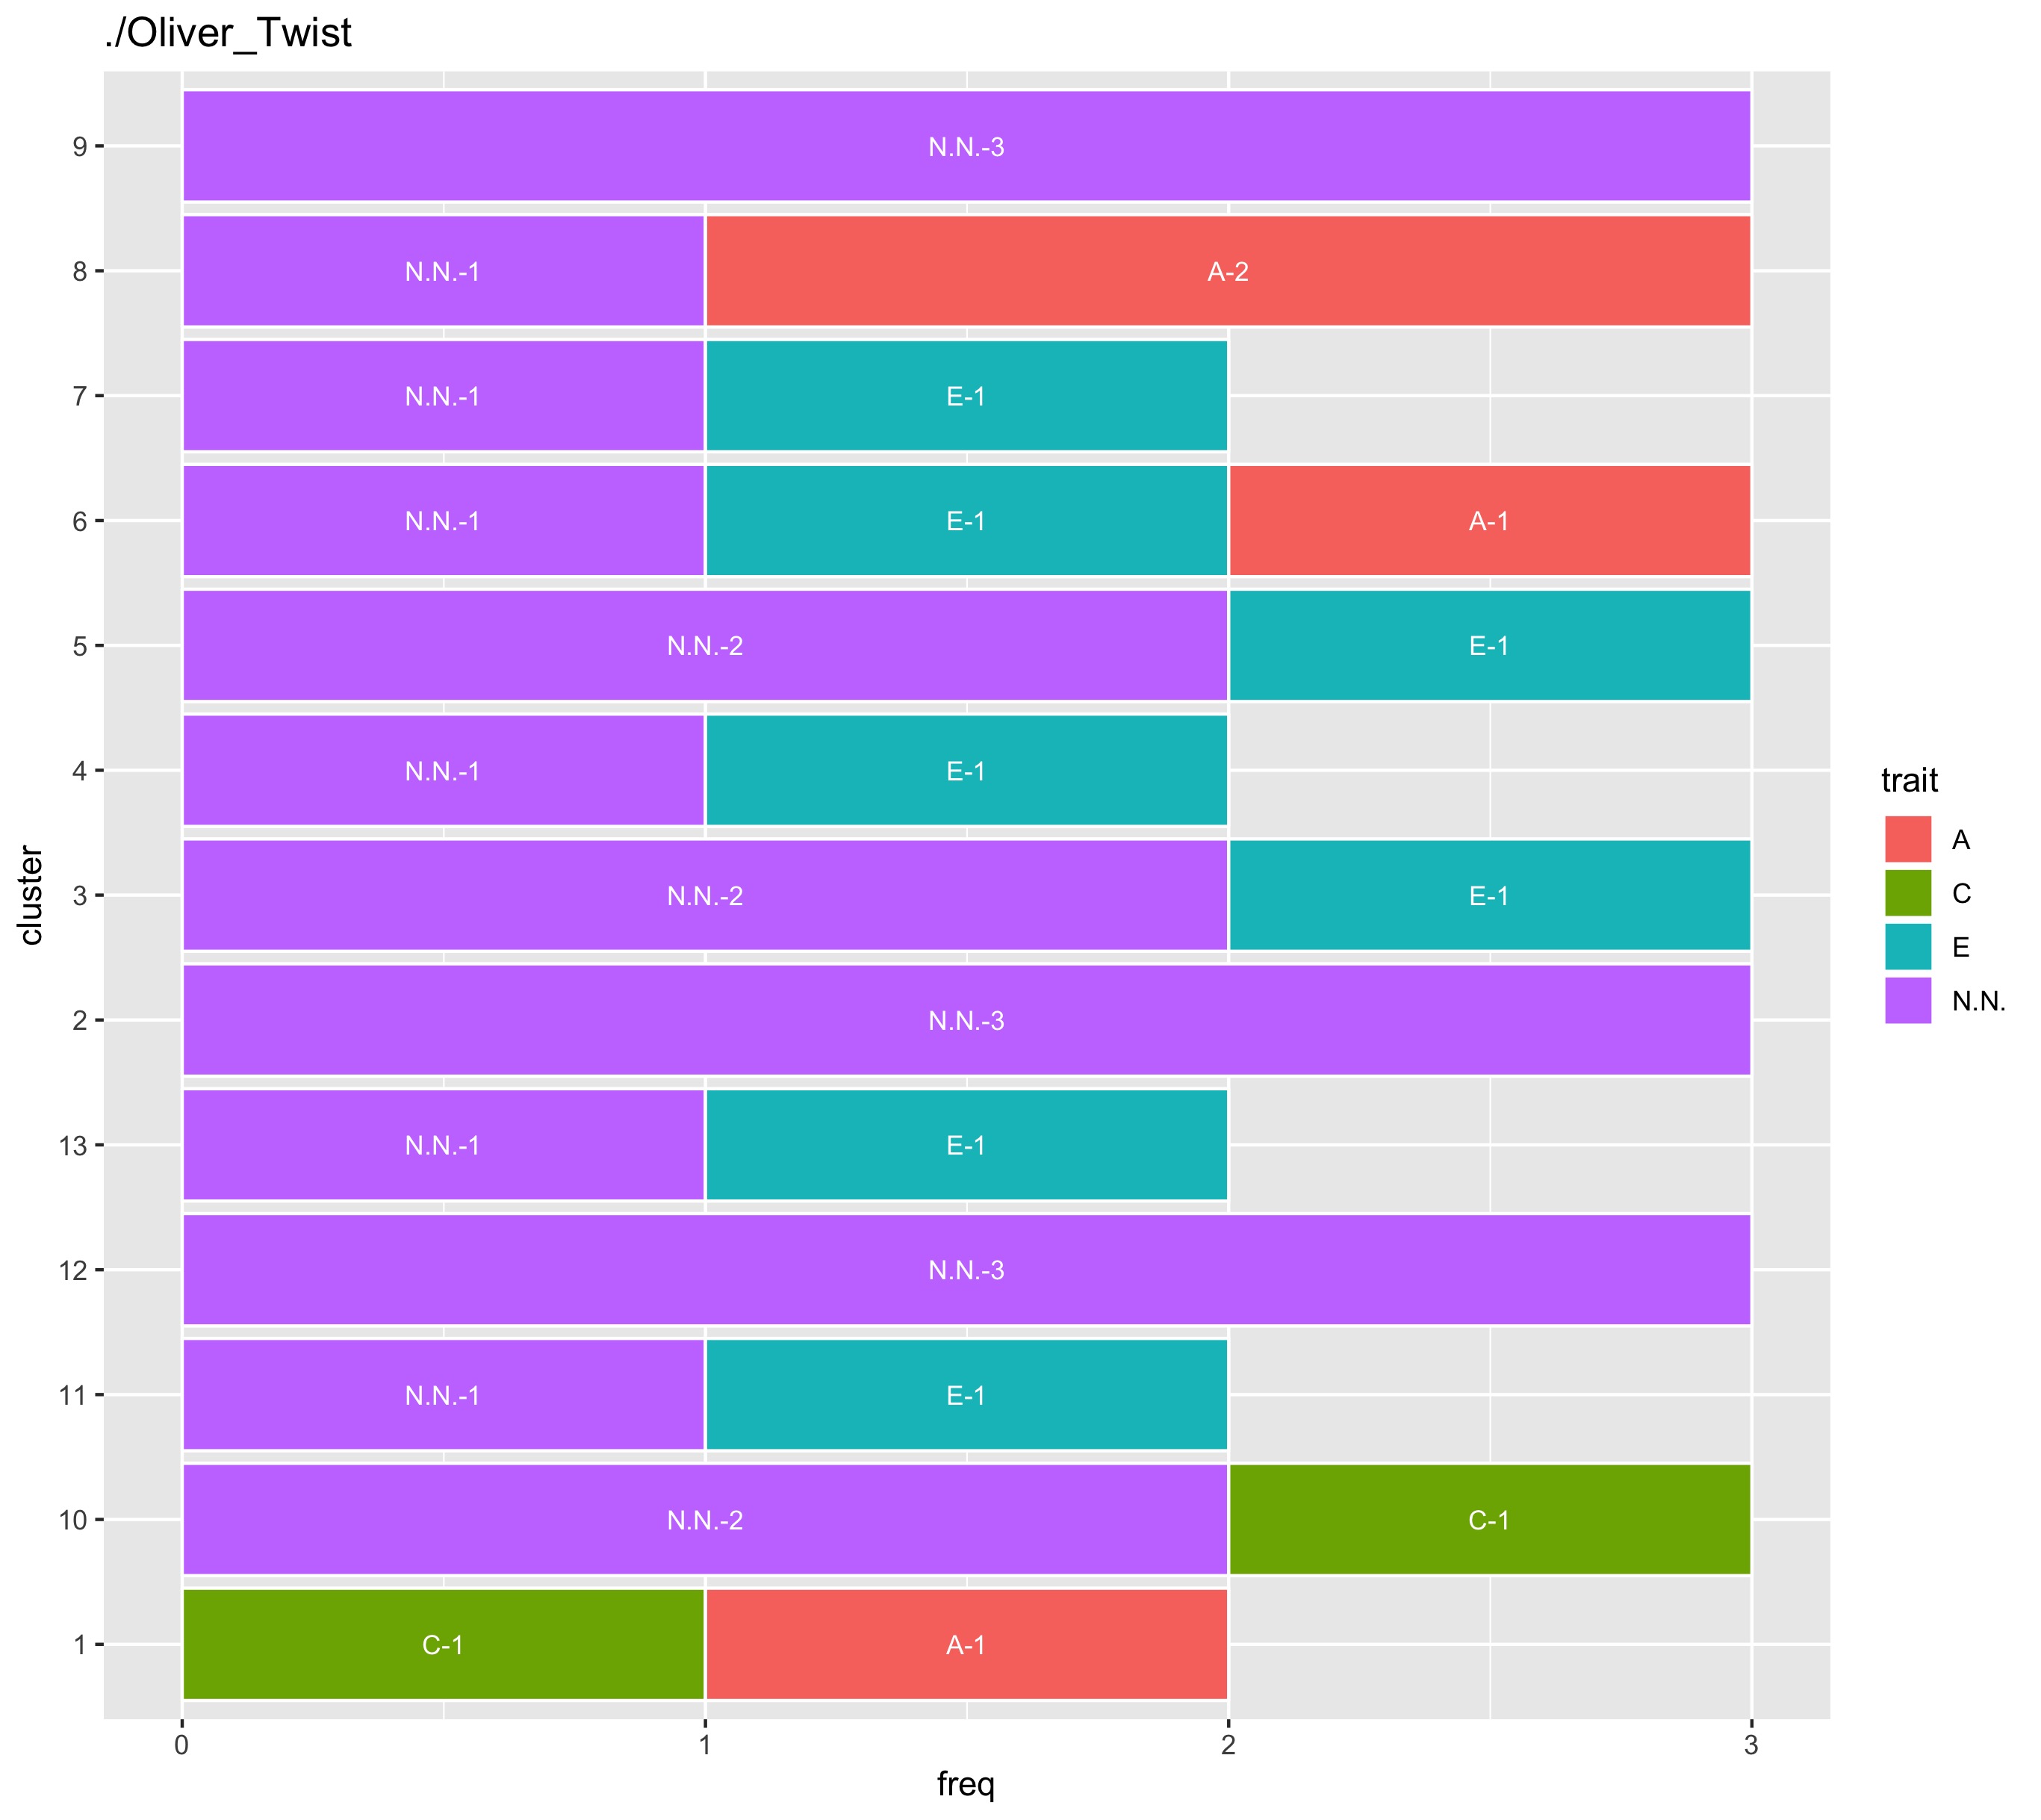 ./Oliver_Twist
9
N.N.-3
8
N.N.-1 A-2
7
N.N.-1 E-1
6
N.N.-1 E-1 A-1
5
N.N.-2 E-1
4
N.N.-1 E-1
3
N.N.-2 E-1
2
N.N.-3
13
N.N.-1 E-1
12
N.N.-3
11
N.N.-1 E-1
10
N.N.-2 C-1
1
C-1 A-1
0 1 2 3
freq
cluster
trait
A
C
E
N.N.